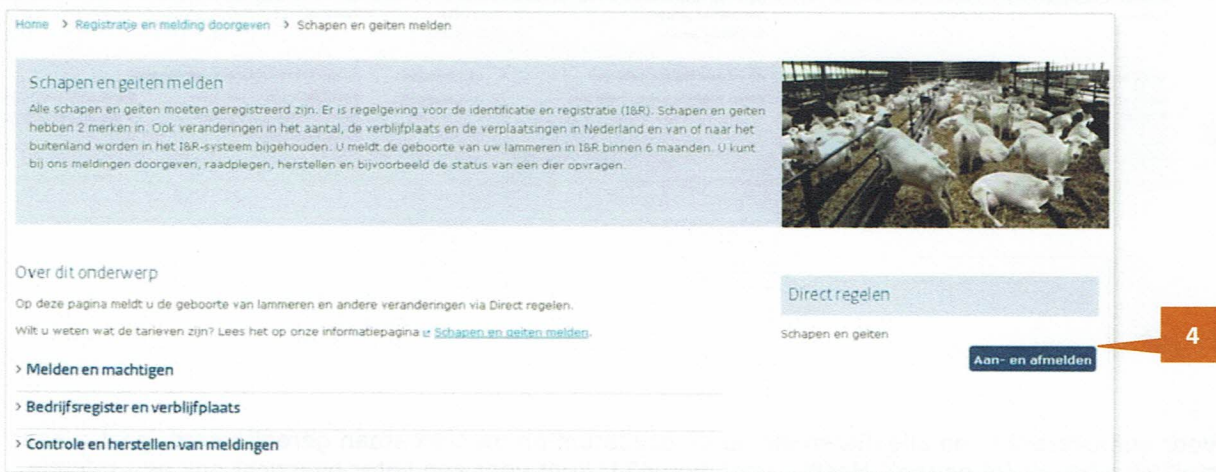 Home > Registratie en melding doorgeven > Schapen en geiten melden
Schapen en geiten melden
Alle schapen en geiten moeten geregistreerd zijn. Er is regelgeving voor de identificatie en registratie (I&R). Schapen en geiten
hebben 2 merken in. Ook veranderingen in het aantal, de verblijfplaats en de verplaatsingen in Nederland en van of naar het
buitenland worden in het I&R-systeem bijgehouden. U meldt de geboorte van uw lammeren in I&R binnen 6 maanden. U kunt
bij ons meldingen doorgeven, raadplegen, herstellen en bijvoorbeeld de status van een dier opvragen.
Over dit onderwerp
Op deze pagina meldt u de geboorte van lammeren en andere veranderingen via Direct regelen.
Wilt u weten wat de tarieven zijn? Lees het op onze informatiepagina Schapen en geiten melden.
> Melden en machtigen
> Bedrijfsregister en verblijfplaats
> Controle en herstellen van meldingen
Direct regelen
Schapen en geiten
Aan- en afmelden
4